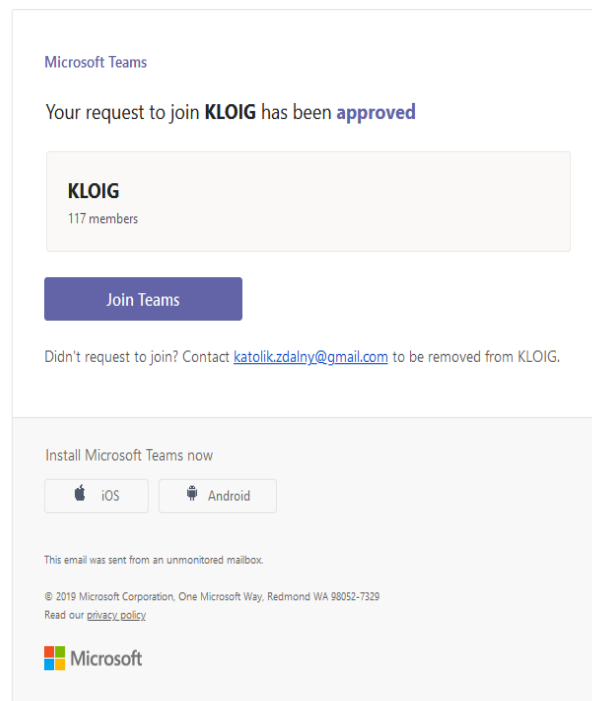 Microsoft Teams
Your request to join KLOIG has been approved
KLOIG
117 members
Join Teams
Didn't request to join? Contact katolik.zdalny@gmail.com to be removed from KLOIG.
Install Microsoft Teams now
iOS
Android
This email was sent from an unmonitored mailbox.
© 2019 Microsoft Corporation, One Microsoft Way, Redmond WA 98052-7329
Read our privacy policy
Microsoft